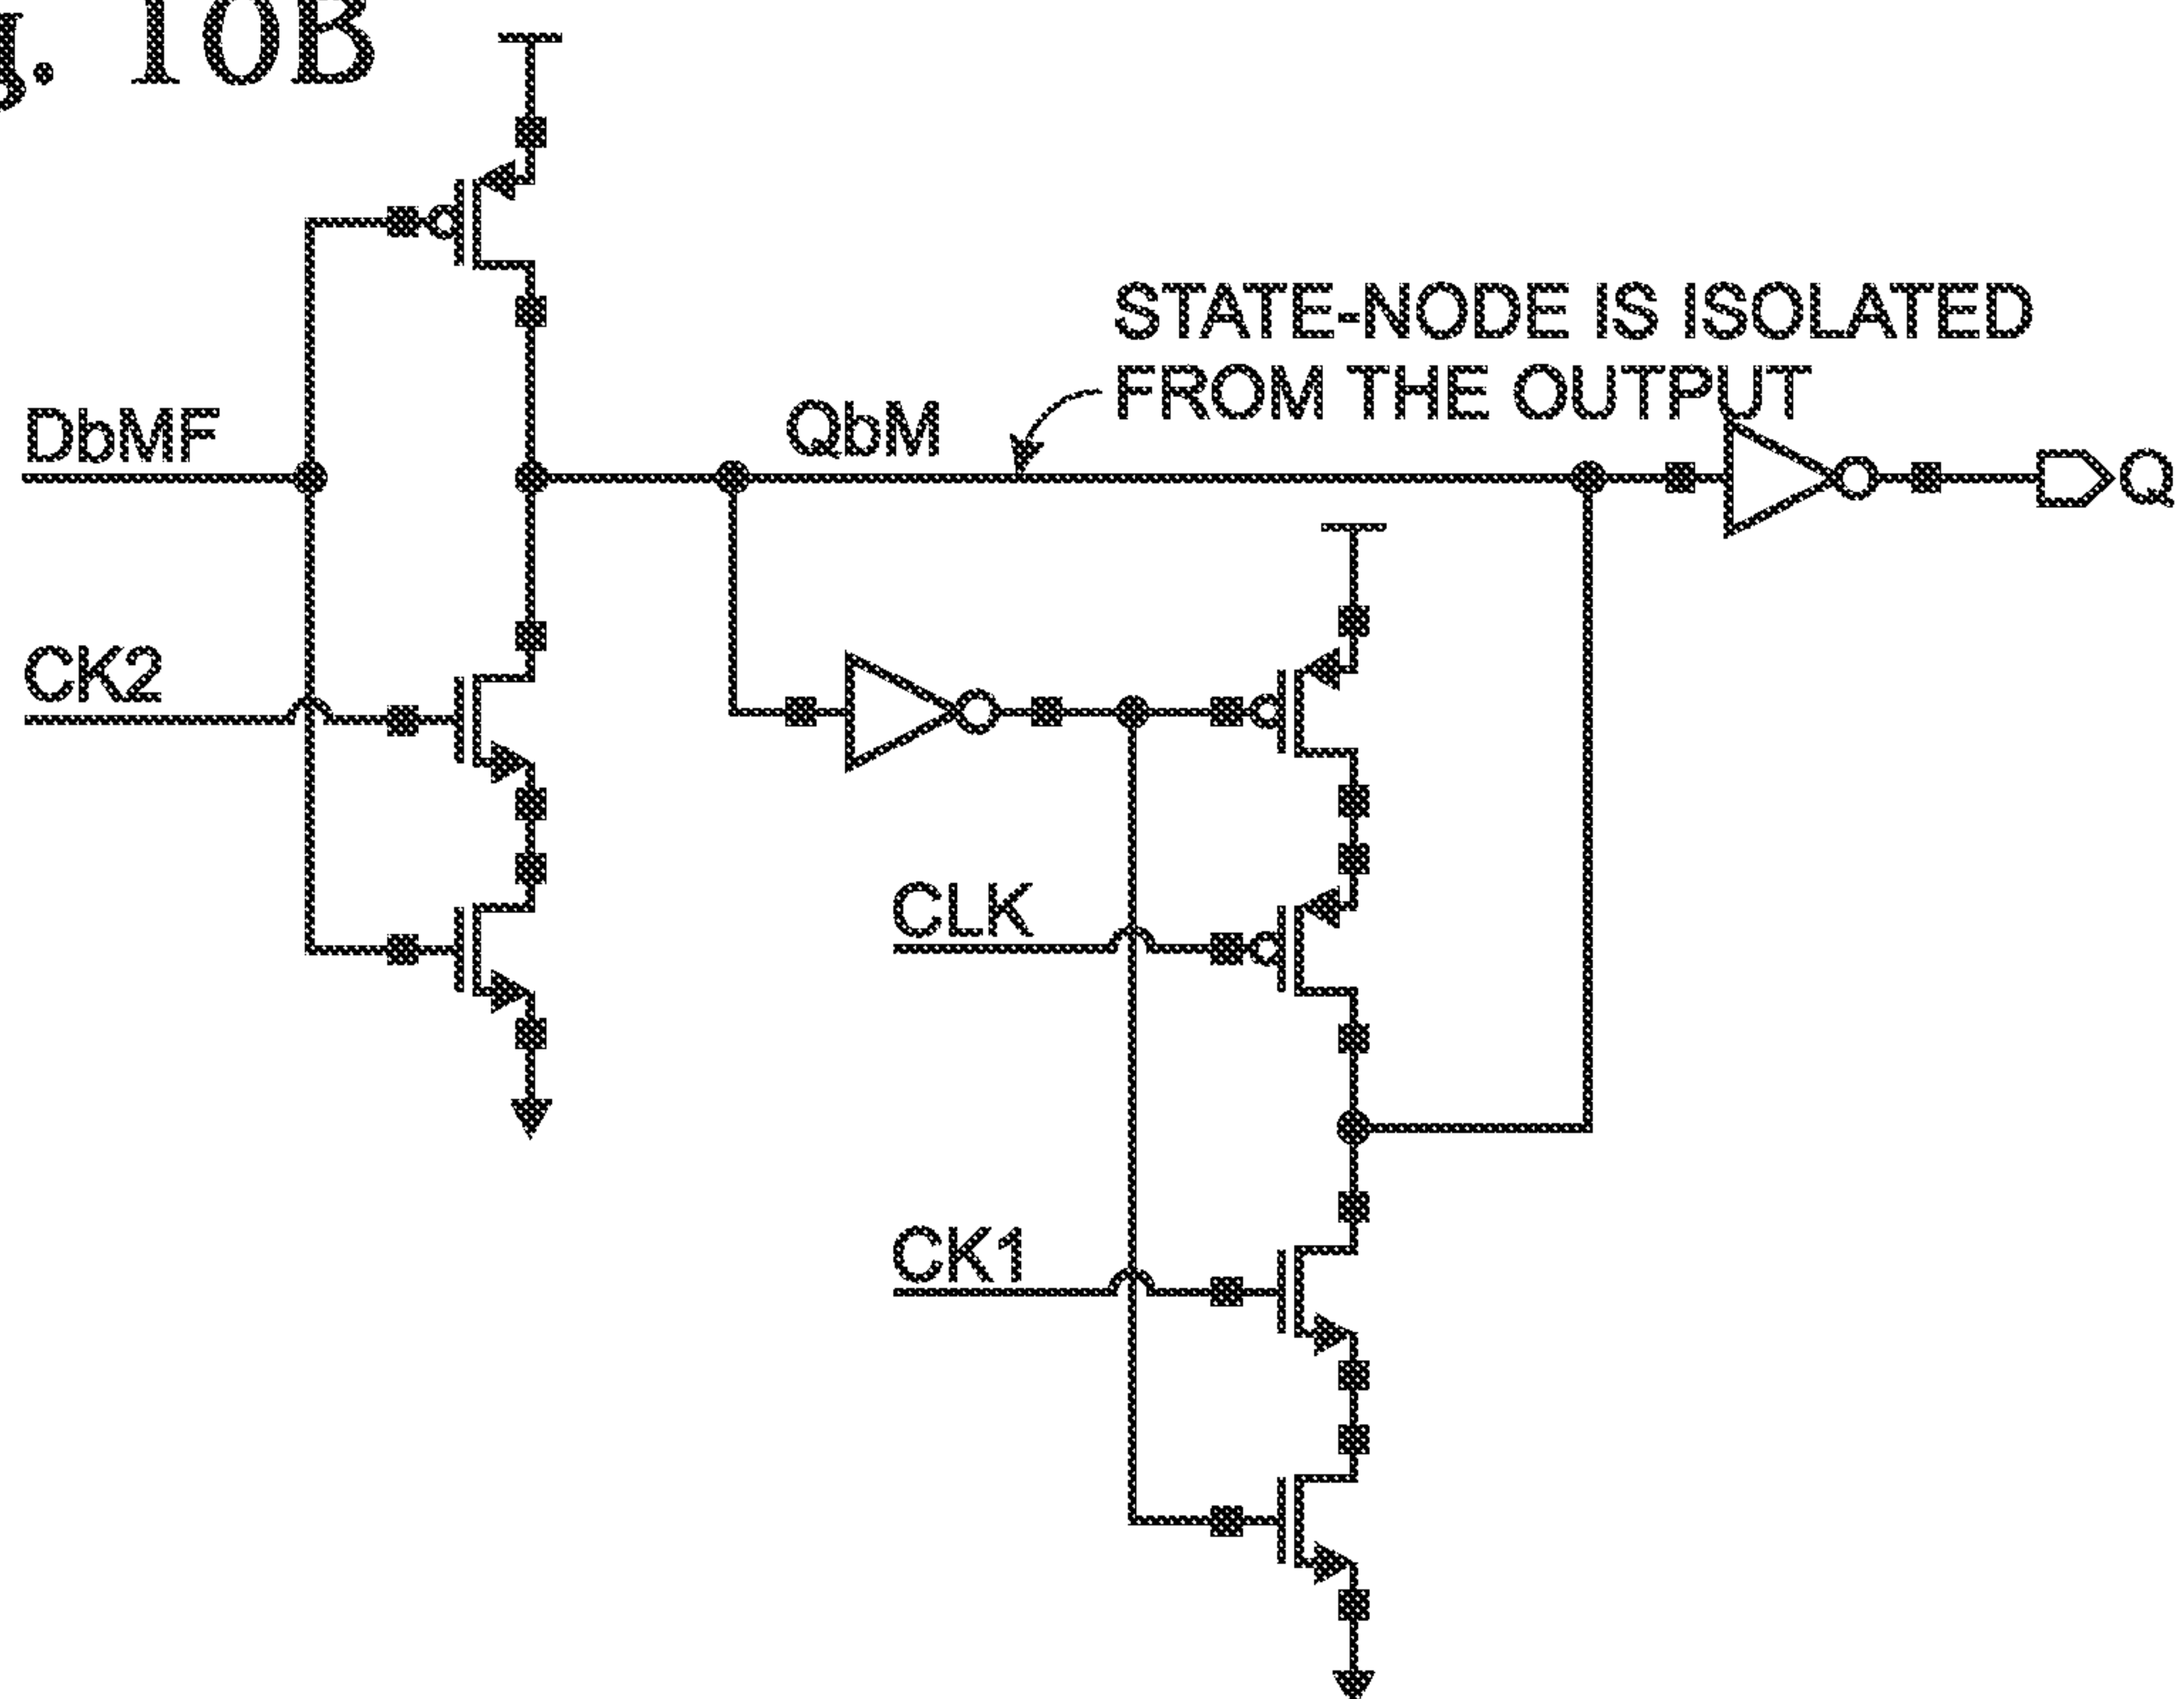 g. 10B
STATE-NODE IS ISOLATED
FROM THE OUTPUT
DbMF
QbM
Q
CK2
CLK
CK1